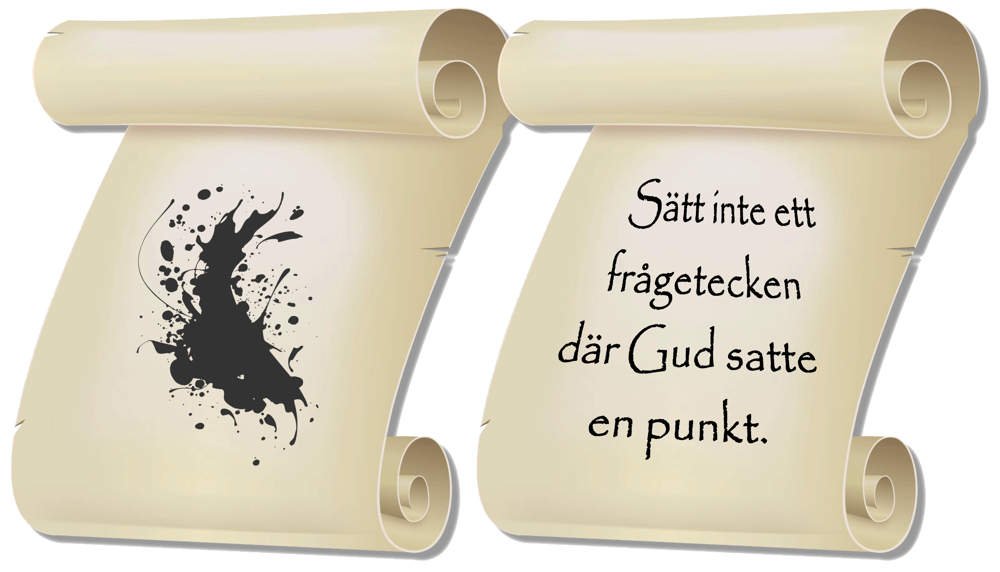 Sätt inte ett
frågetecken
där Gud satte
en punkt.